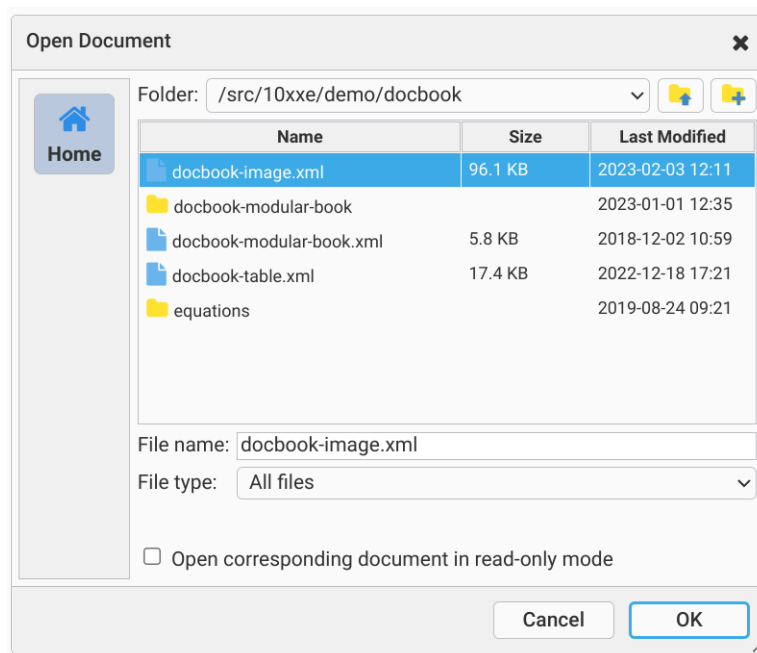 Open Document
Home
Folder: /src/10xxe/demo/docbook
Name Size Last Modified
docbook-image.xml 96.1 KB 2023-02-03 12:11
docbook-modular-book 2023-01-01 12:35
docbook-modular-book.xml 5.8 KB 2018-12-02 10:59
docbook-table.xml 17.4 KB 2022-12-18 17:21
equations 2019-08-24 09:21
File name: docbook-image.xml
File type: All files
Open corresponding document in read-only mode
Cancel OK